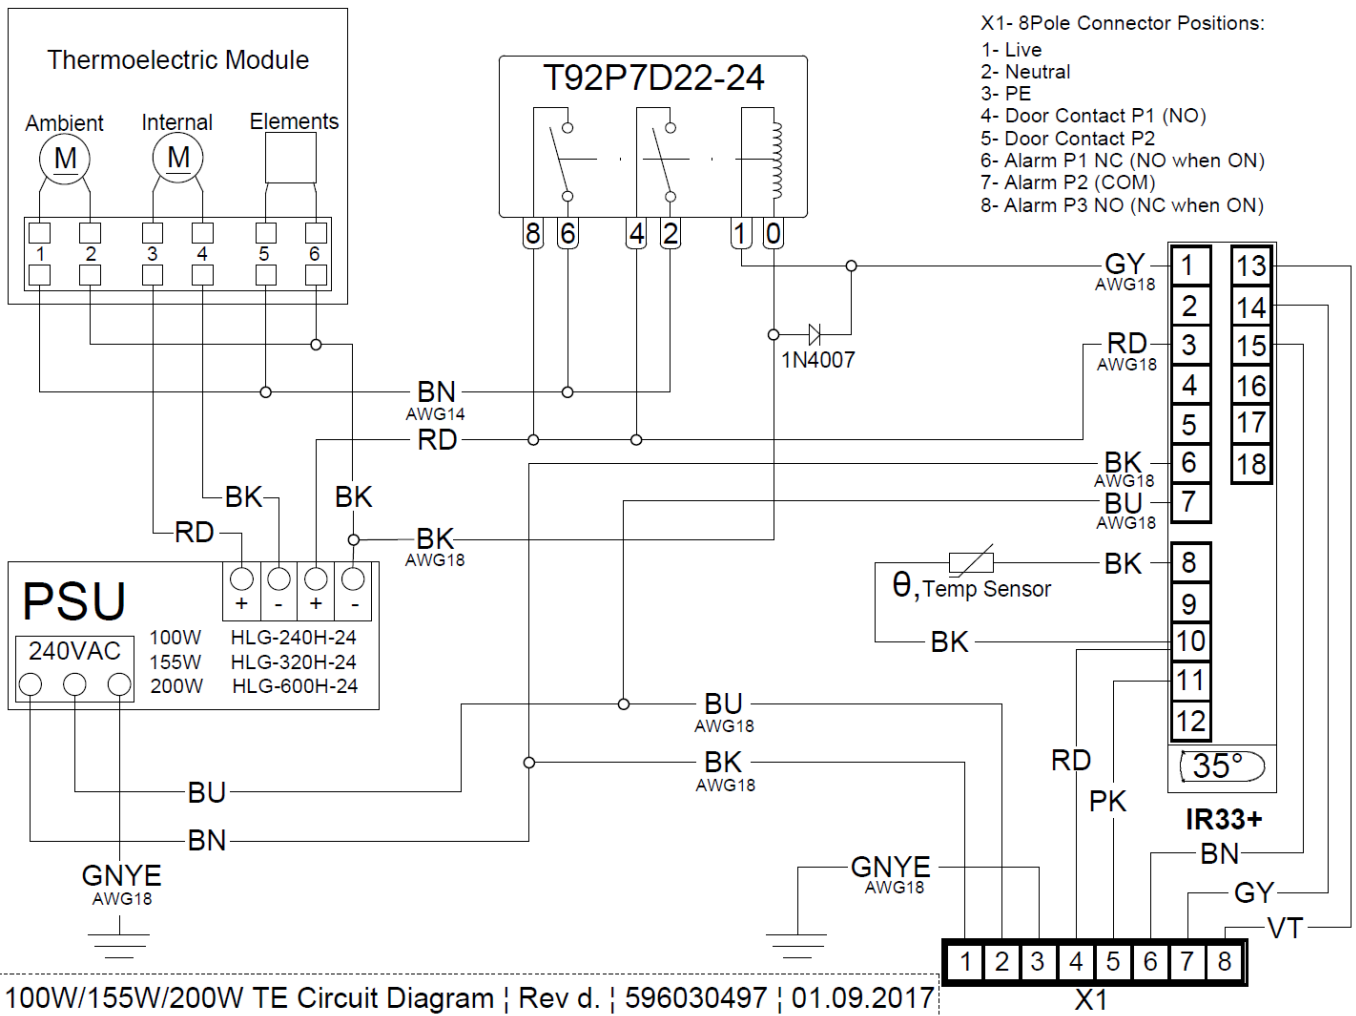 X1- 8Pole Connector Positions:
1- Live
2- Neutral
3- PE
4- Door Contact P1 (NO)
5- Door Contact P2
6- Alarm P1 NC (NO when ON)
7- Alarm P2 (COM)
8- Alarm P3 NO (NC when ON)
Thermoelectric Module
Ambient Internal Elements
M M
1 2 3 4 5 6
T92P7D22-24
8 6 4 2 1 0
1N4007
GY
AWG18
RD
AWG18
BN
AWG14
RD
BK
AWG18
BU
AWG18
BK BK
RD
BK
AWG18
1 13
2 14
3 15
4 16
5 17
6 18
7
8
9
10
11
12
35°
IR33+
θ, Temp Sensor
BK
BK
PSU
+ - + -
240VAC
100W HLG-240H-24
155W HLG-320H-24
200W HLG-600H-24
BU
AWG18
BK
AWG18
RD
PK
BU
BN
GNYE
AWG18
GNYE
AWG18
BN
GY
VT
1 2 3 4 5 6 7 8
X1
100W/155W/200W TE Circuit Diagram ¦ Rev d. ¦ 596030497 ¦ 01.09.2017